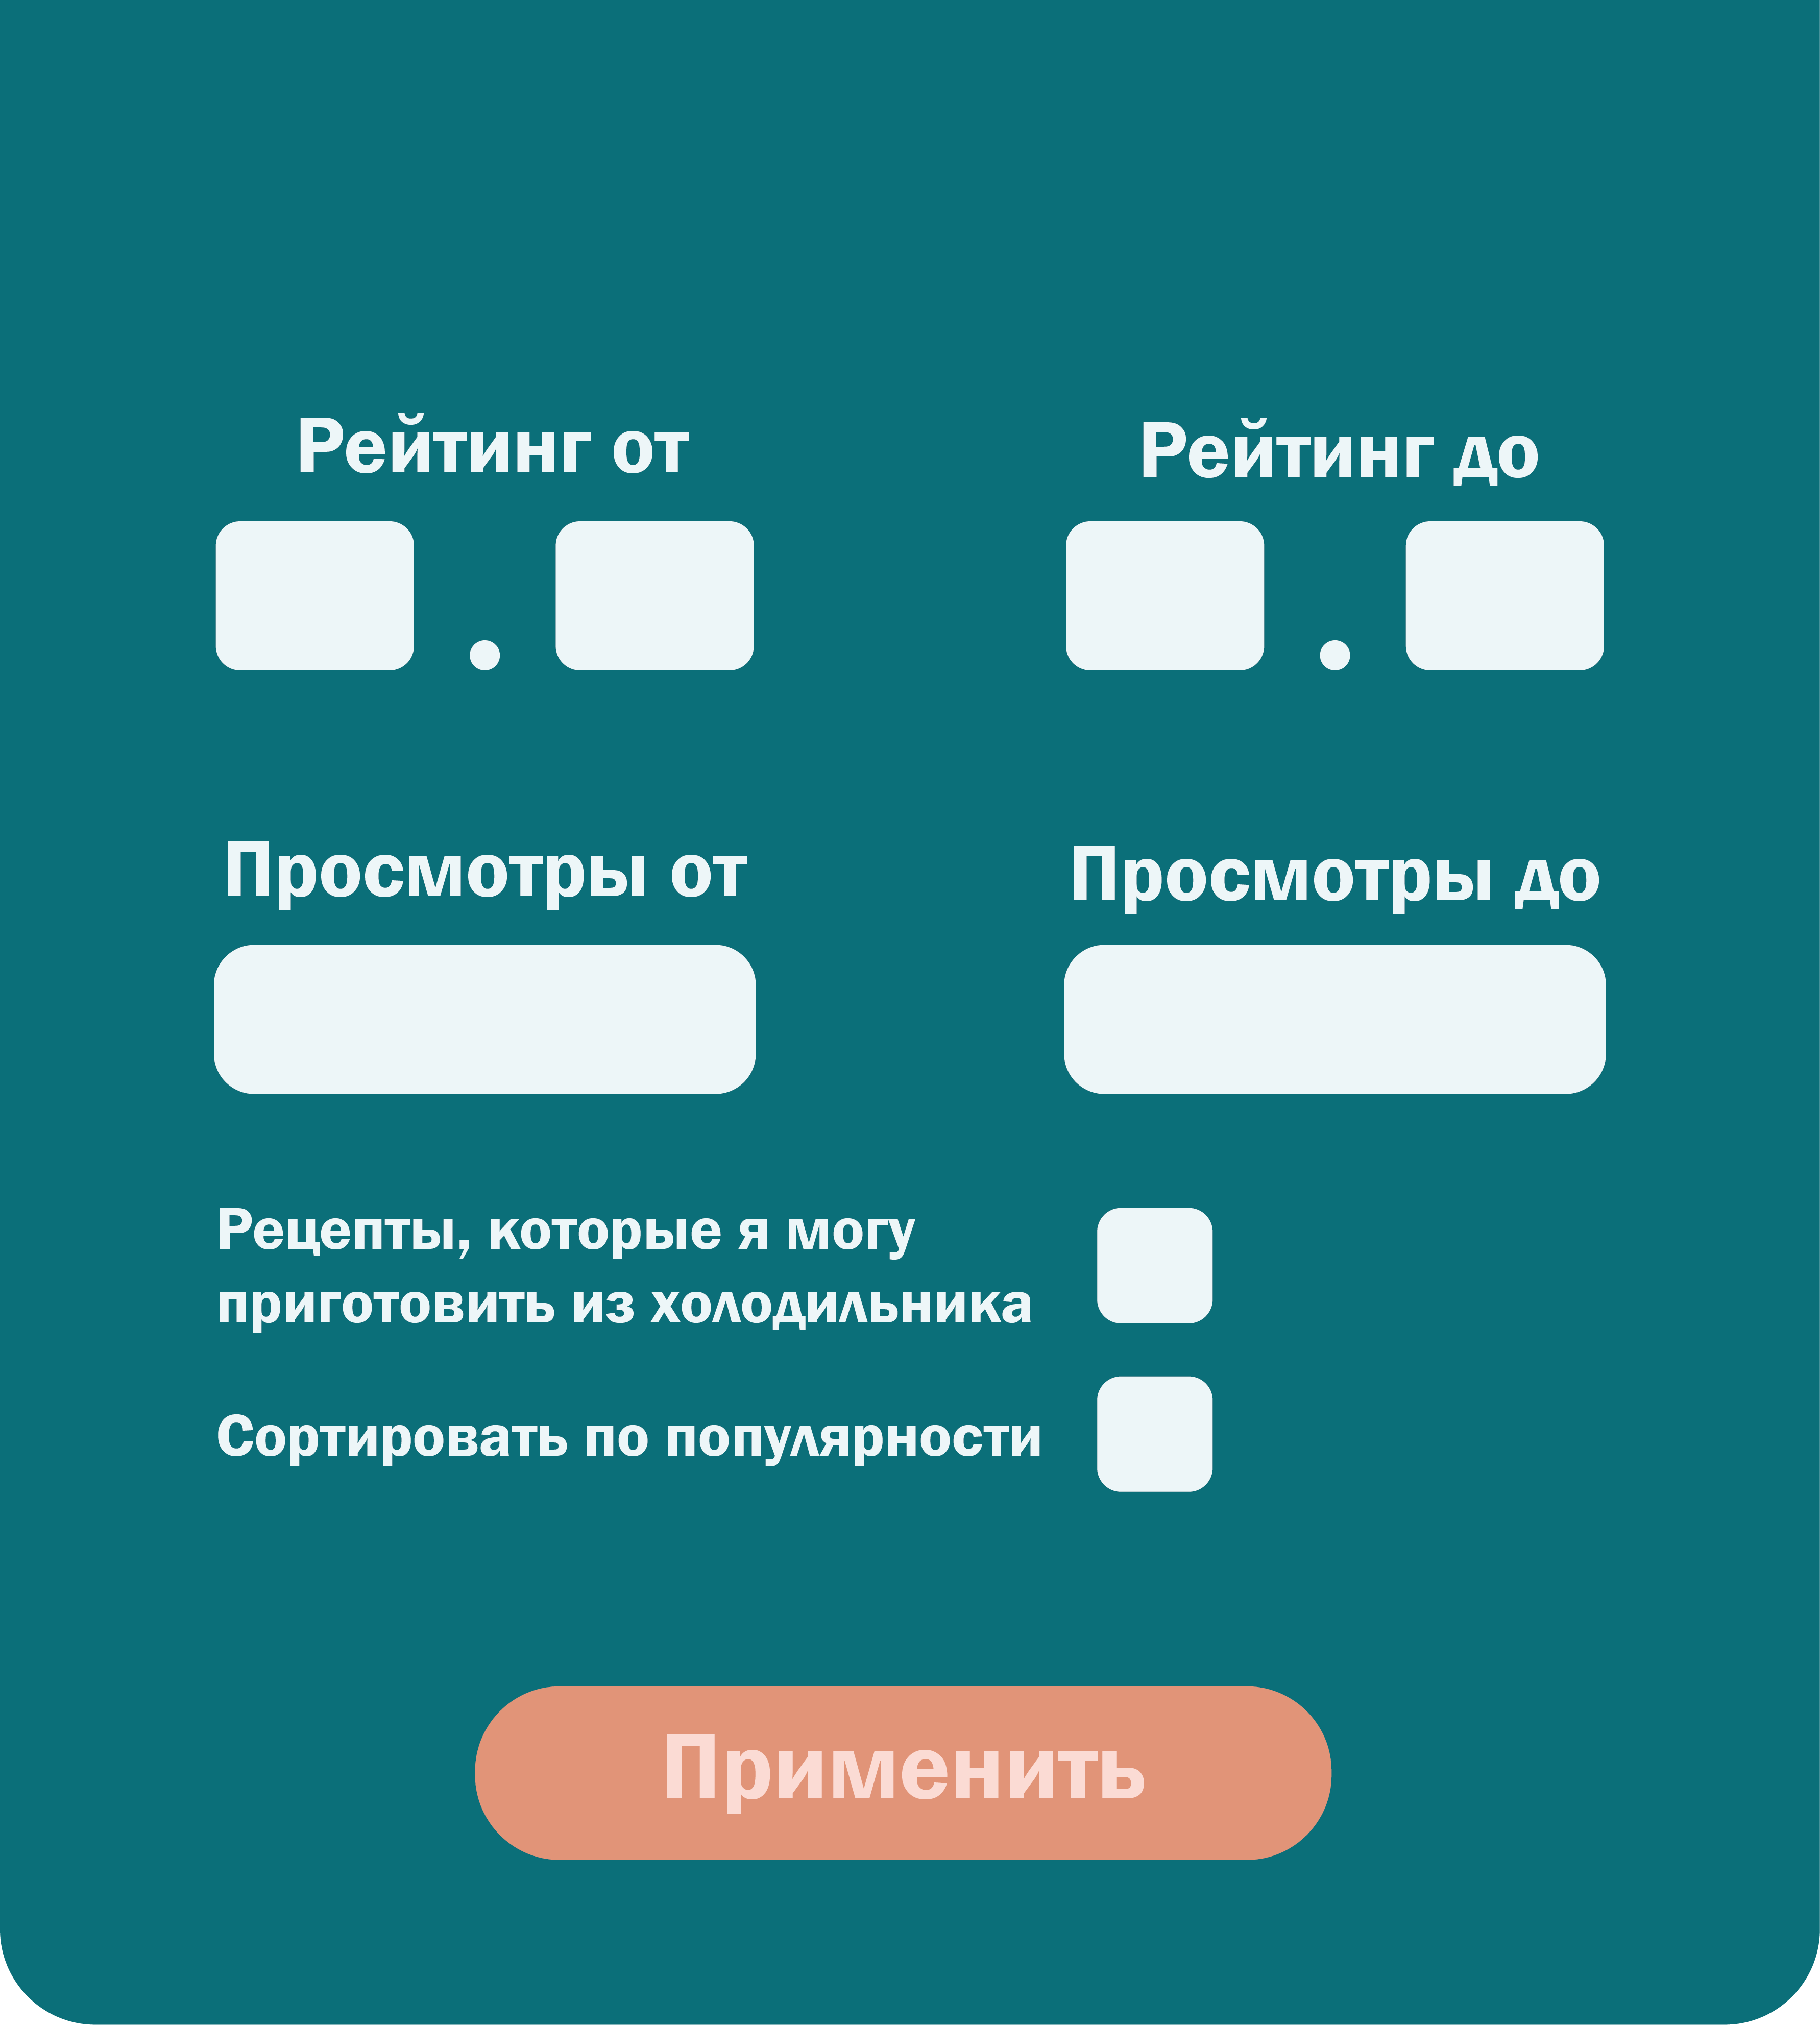 Рейтинг от
Рейтинг до
.
.
Просмотры от
Просмотры до
Рецепты, которые я могу
приготовить из холодильника
Сортировать по популярности
Применить